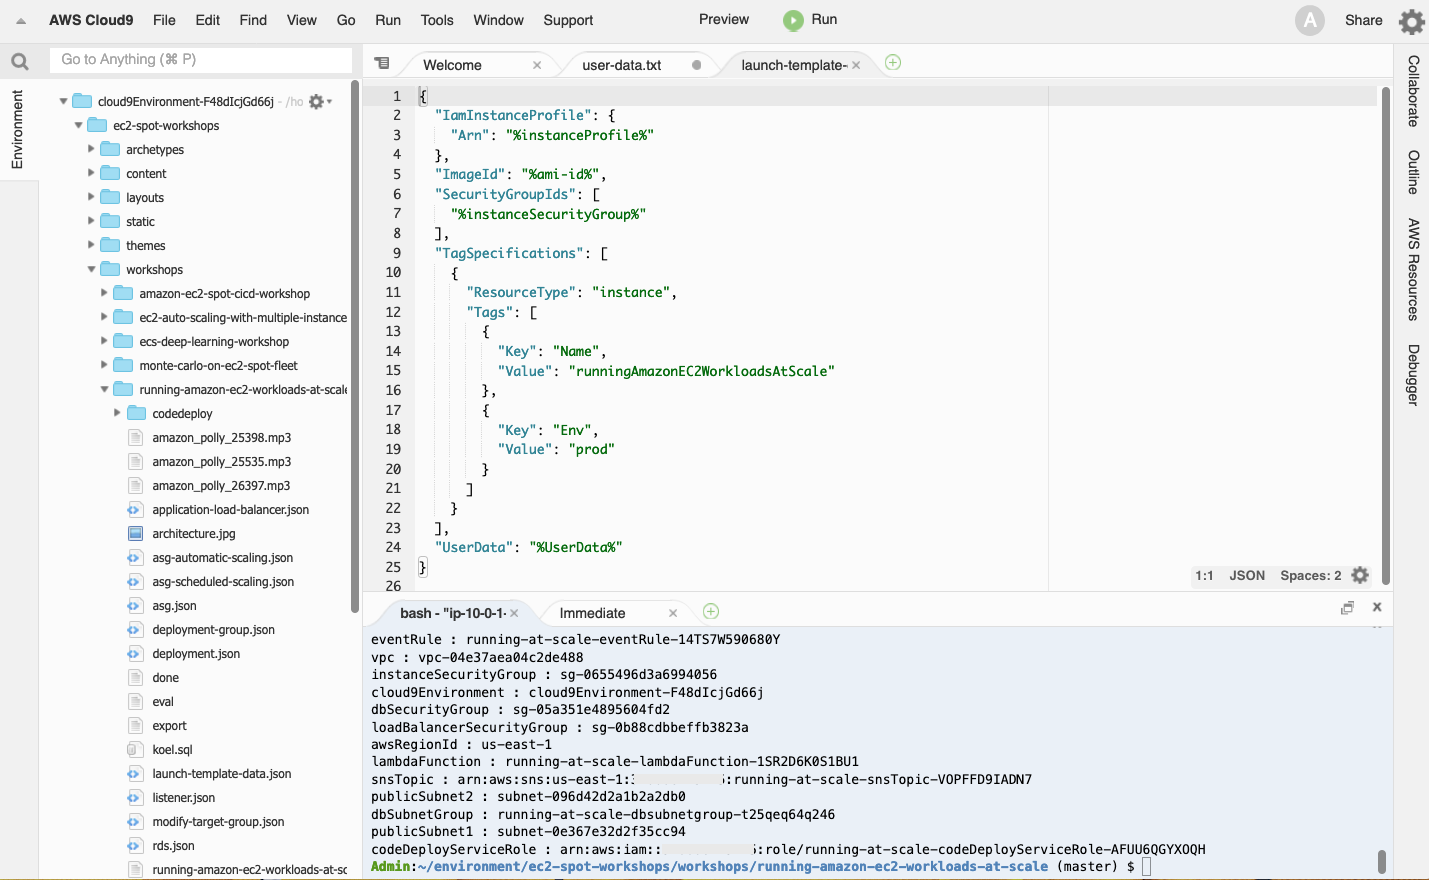 AWS Cloud9 File Edit Find View Go Run Tools Window Support Preview Run A Share
Go to Anything (⌘ P)
Environment
cloud9Environment-F48dIcjGd66j - /ho
ec2-spot-workshops
archetypes
content
layouts
static
themes
workshops
amazon-ec2-spot-cicd-workshop
ec2-auto-scaling-with-multiple-instance
ecs-deep-learning-workshop
monte-carlo-on-ec2-spot-fleet
running-amazon-ec2-workloads-at-scale
codedeploy
amazon_polly_25398.mp3
amazon_polly_25535.mp3
amazon_polly_26397.mp3
application-load-balancer.json
architecture.jpg
asg-automatic-scaling.json
asg-scheduled-scaling.json
asg.json
deployment-group.json
deployment.json
done
eval
export
koel.sql
launch-template-data.json
listener.json
modify-target-group.json
rds.json
running-amazon-ec2-workloads-at-sc
Welcome user-data.txt launch-template-
1 {
2 "IamInstanceProfile": {
3 "Arn": "%instanceProfile%"
4 },
5 "ImageId": "%ami-id%",
6 "SecurityGroupIds": [
7 "%instanceSecurityGroup%"
8 ],
9 "TagSpecifications": [
10 {
11 "ResourceType": "instance",
12 "Tags": [
13 {
14 "Key": "Name",
15 "Value": "runningAmazonEC2WorkloadsAtScale"
16 },
17 {
18 "Key": "Env",
19 "Value": "prod"
20 }
21 ]
22 }
23 ],
24 "UserData": "%UserData%"
25 }
26
1:1 JSON Spaces: 2
bash - "ip-10-0-1- Immediate
eventRule : running-at-scale-eventRule-14TS7W590680Y
vpc : vpc-04e37aea04c2de488
instanceSecurityGroup : sg-0655496d3a6994056
cloud9Environment : cloud9Environment-F48dIcjGd66j
dbSecurityGroup : sg-05a351e4895604fd2
loadBalancerSecurityGroup : sg-0b88cdbbeffb3823a
awsRegionId : us-east-1
lambdaFunction : running-at-scale-lambdaFunction-1SR2D6K0S1BU1
snsTopic : arn:aws:sns:us-east-1: :running-at-scale-snsTopic-VOPFFD9IADN7
publicSubnet2 : subnet-096d42d2a1b2a2db0
dbSubnetGroup : running-at-scale-dbsubnetgroup-t25qeq64q246
publicSubnet1 : subnet-0e367e32d2f35cc94
codeDeployServiceRole : arn:aws:iam:: :role/running-at-scale-codeDeployServiceRole-AFUU6QGYXOQH
Admin:~/environment/ec2-spot-workshops/workshops/running-amazon-ec2-workloads-at-scale (master) $
Collaborate
Outline
AWS Resources
Debugger